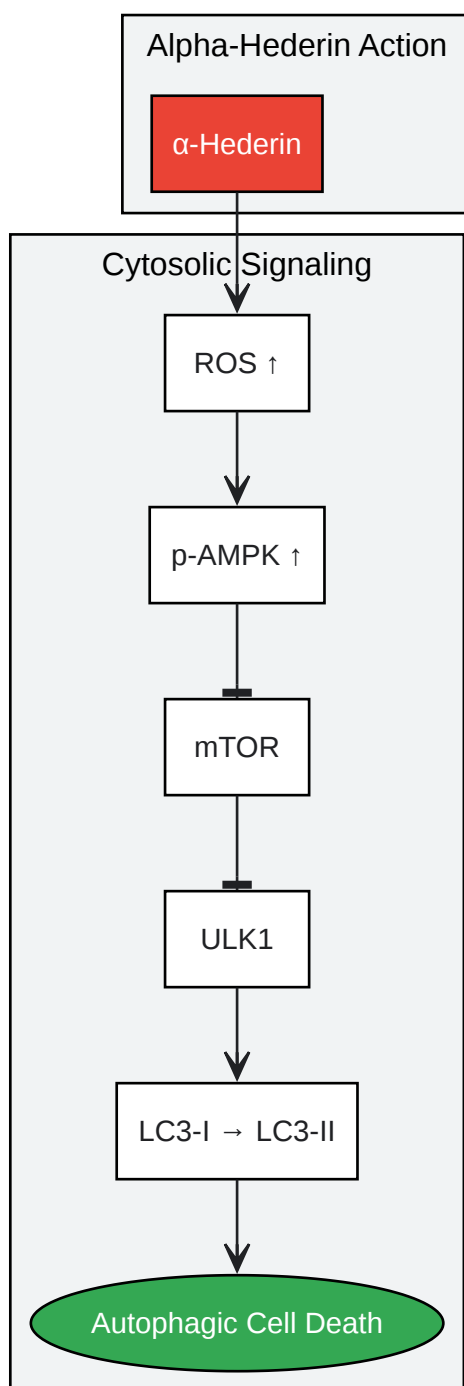 Alpha-Hederin Action
α-Hederin
Cytosolic Signaling
ROS ↑
p-AMPK ↑
mTOR
ULK1
LC3-I → LC3-II
Autophagic Cell Death